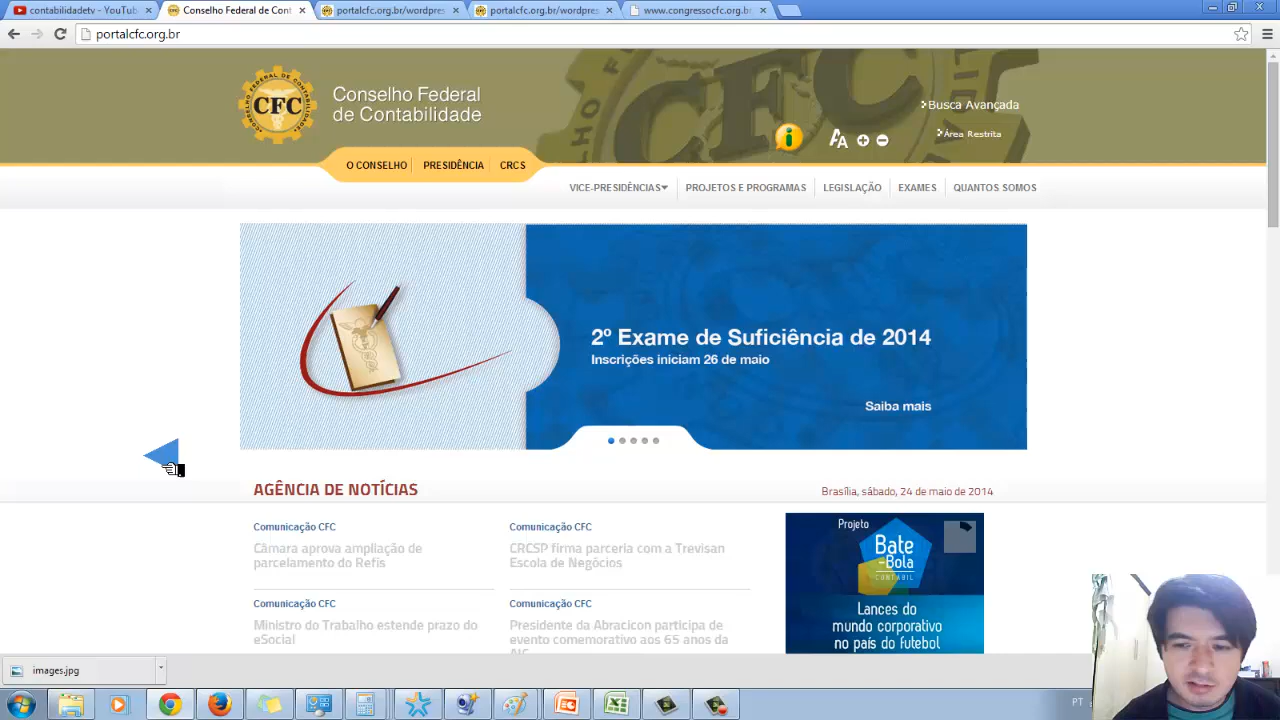 contabilidadetv - YouTub
Conselho Federal de Cont
portalcfc.org.br/wordpres
portalcfc.org.br/wordpres
www.congressocfc.org.b
portalcfc.org.br
CFC
Conselho Federal
de Contabilidade
Busca Avançada
Área Restrita
O CONSELHO
PRESIDÊNCIA
CRCS
VICE-PRESIDÊNCIAS
PROJETOS E PROGRAMAS
LEGISLAÇÃO
EXAMES
QUANTOS SOMOS
2º Exame de Suficiência de 2014
Inscrições iniciam 26 de maio
Saiba mais
AGÊNCIA DE NOTÍCIAS
Brasília, sábado, 24 de maio de 2014
Comunicação CFC
Câmara aprova ampliação de
parcelamento do Refis
Comunicação CFC
CRCSP firma parceria com a Trevisan
Escola de Negócios
Comunicação CFC
Ministro do Trabalho estende prazo do
eSocial
Comunicação CFC
Presidente da Abracicon participa de
evento comemorativo aos 65 anos da
Projeto
Bate
-Bola
CONTÁBIL
Lances do
mundo corporativo
no país do futebol
images.jpg
PT